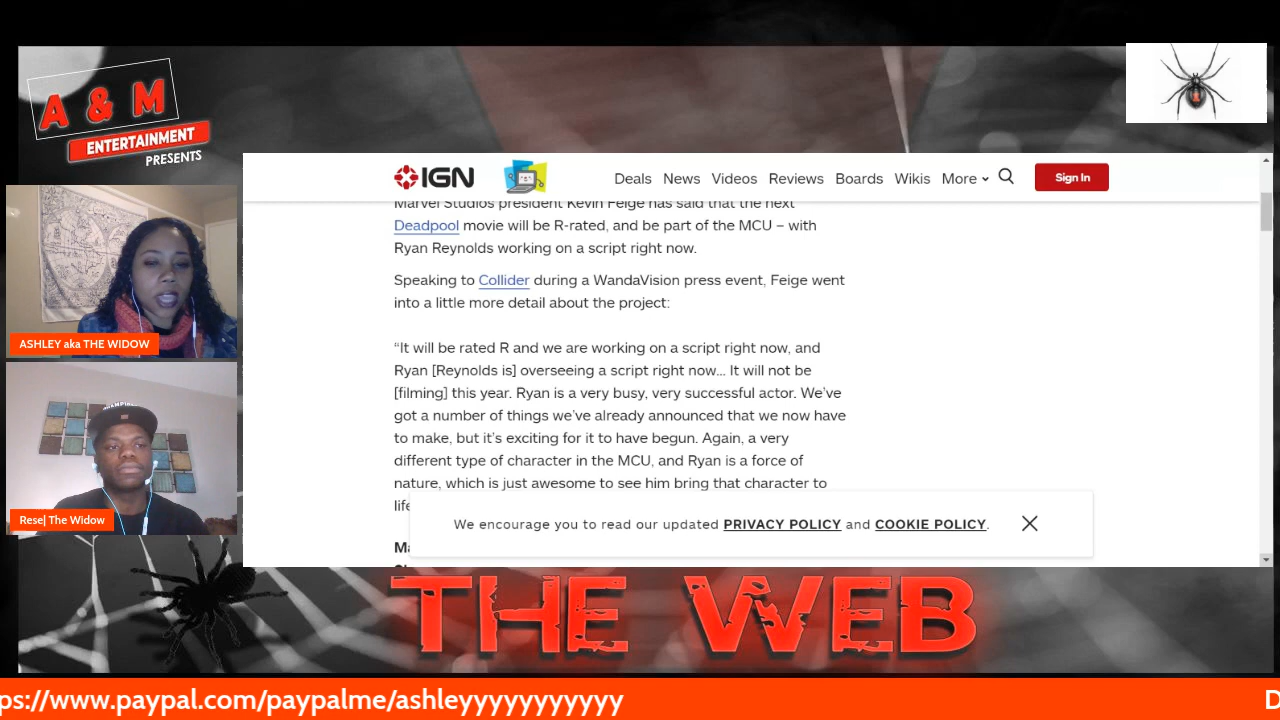 A & M
ENTERTAINMENT
PRESENTS
ASHLEY aka THE WIDOW
Rese| The Widow
IGN
Deals News Videos Reviews Boards Wikis More
Sign In
Marvel Studios president Kevin Feige has said that the next
Deadpool movie will be R-rated, and be part of the MCU – with
Ryan Reynolds working on a script right now.
Speaking to Collider during a WandaVision press event, Feige went
into a little more detail about the project:
“It will be rated R and we are working on a script right now, and
Ryan [Reynolds is] overseeing a script right now... It will not be
[filming] this year. Ryan is a very busy, very successful actor. We’ve
got a number of things we’ve already announced that we now have
to make, but it’s exciting for it to have begun. Again, a very
different type of character in the MCU, and Ryan is a force of
nature, which is just awesome to see him bring that character to
life
We encourage you to read our updated PRIVACY POLICY and COOKIE POLICY.
THE WEB
ps://www.paypal.com/paypalme/ashleyyyyyyyyyyy
D